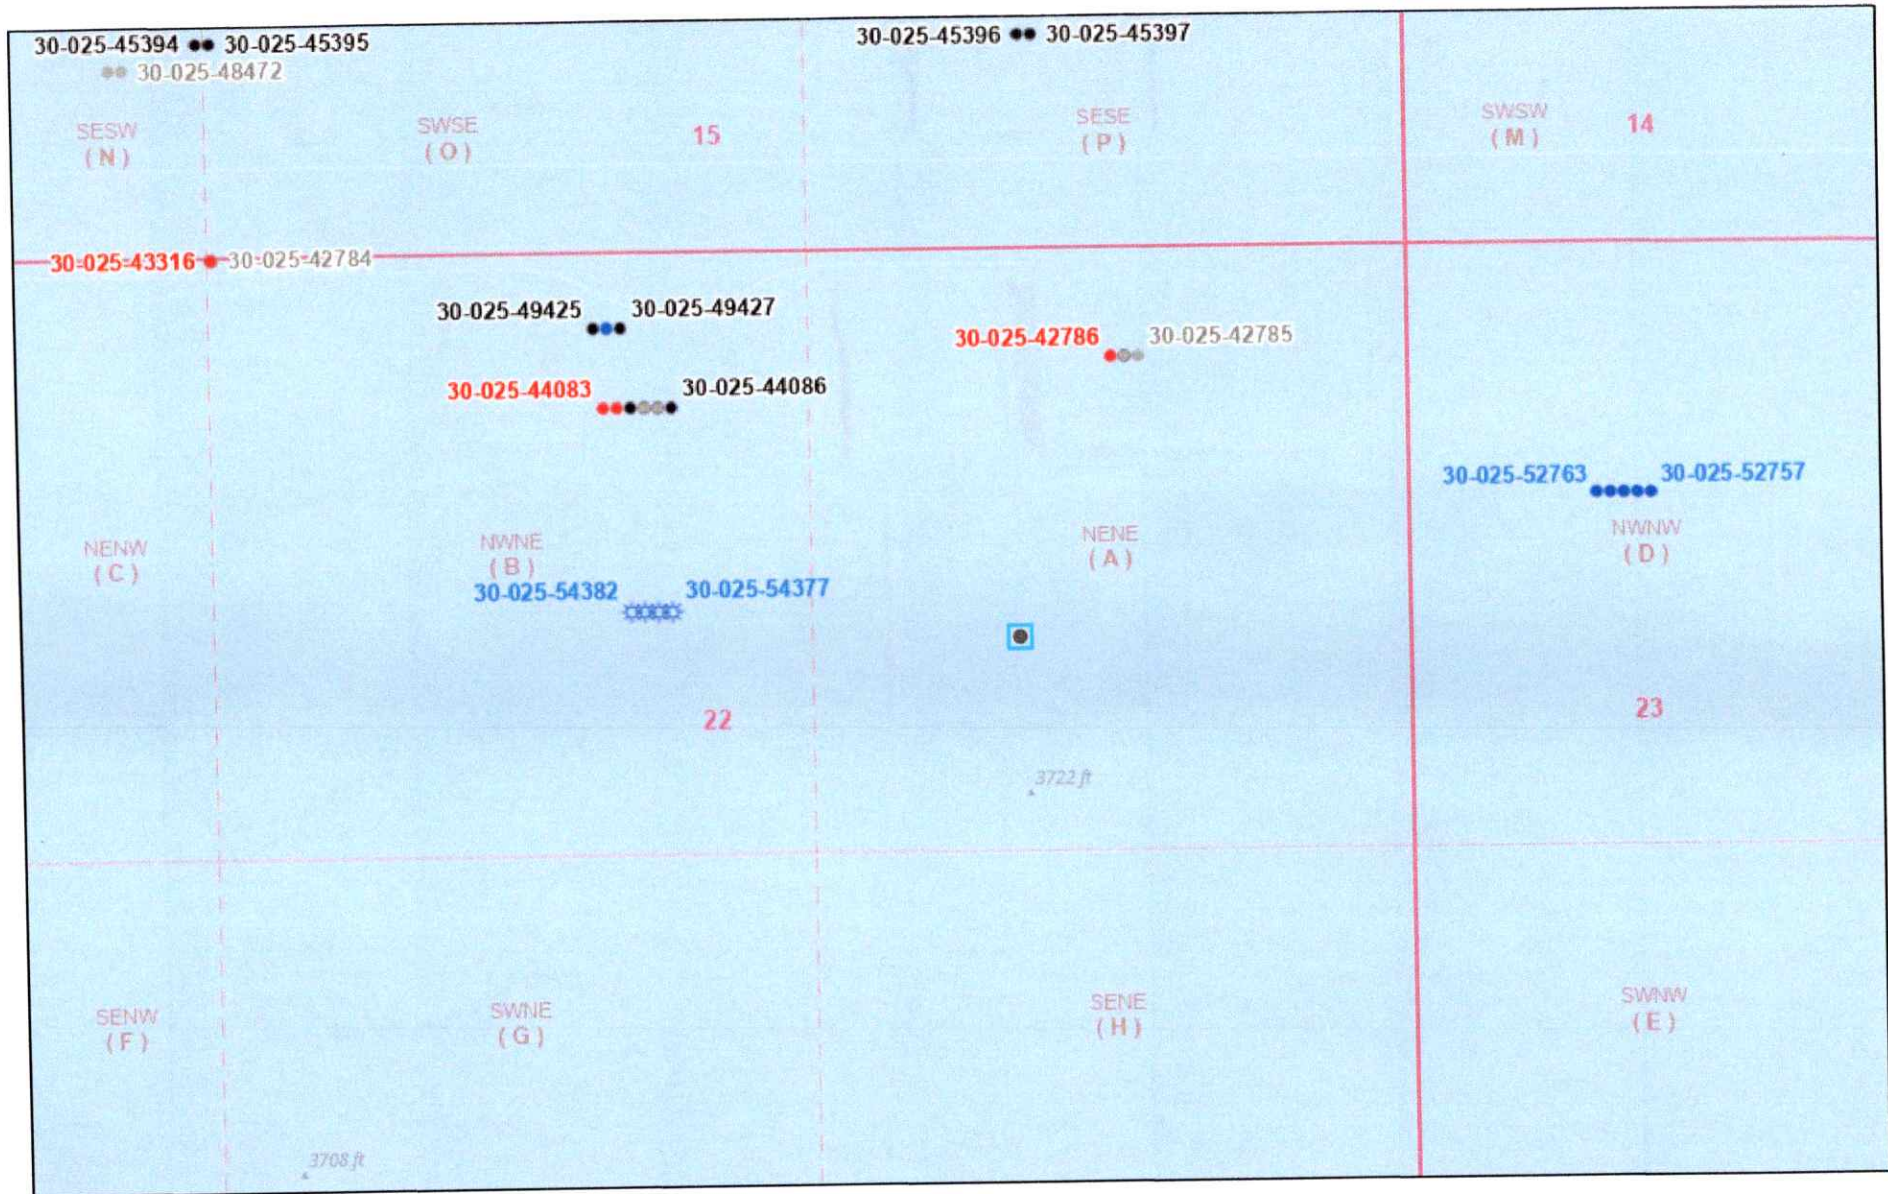 30-025-45394 30-025-45395
30-025-48472
30-025-45396 30-025-45397
SESW
( N )
SWSE
( O )
15
SESE
( P )
SWSW
( M )
14
30-025-43316 30-025-42784
30-025-49425 30-025-49427
30-025-42786 30-025-42785
30-025-44083 30-025-44086
30-025-52763 30-025-52757
NENW
( C )
NWNE
( B )
NENE
( A )
NWNW
( D )
30-025-54382 30-025-54377
22
23
3722 ft
SENW
( F )
SWNE
( G )
SENE
( H )
SWNW
( E )
3708 ft